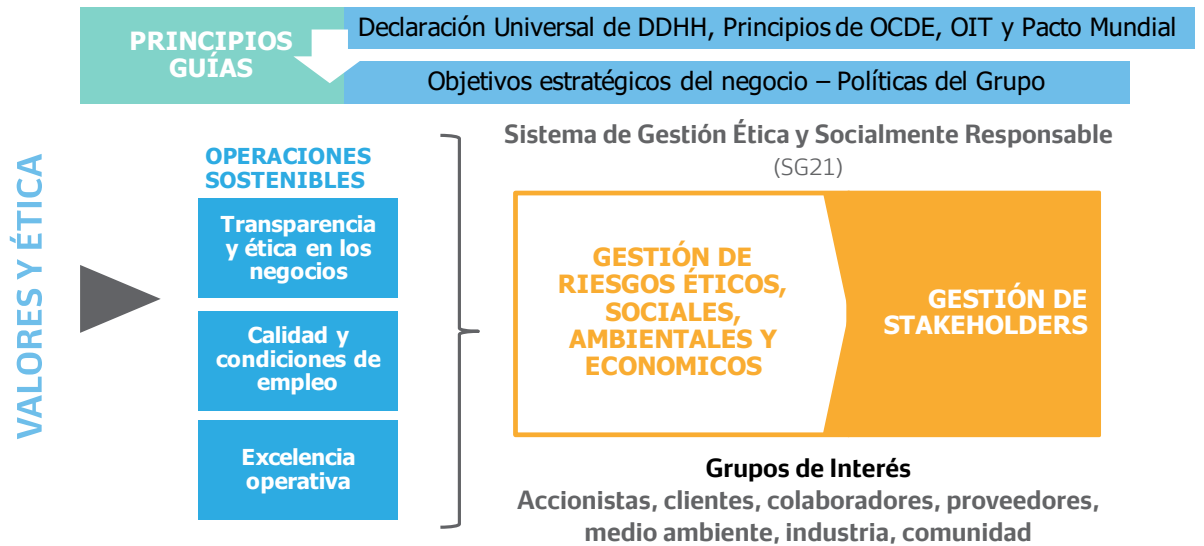 PRINCIPIOS
GUÍAS
Declaración Universal de DDHH, Principios de OCDE, OIT y Pacto Mundial
Objetivos estratégicos del negocio – Políticas del Grupo
VALORES Y ÉTICA
OPERACIONES
SOSTENIBLES
Transparencia
y ética en los
negocios
Calidad y
condiciones de
empleo
Excelencia
operativa
Sistema de Gestión Ética y Socialmente Responsable
(SG21)
GESTIÓN DE
RIESGOS ÉTICOS,
SOCIALES,
AMBIENTALES Y
ECONOMICOS
GESTIÓN DE
STAKEHOLDERS
Grupos de Interés
Accionistas, clientes, colaboradores, proveedores,
medio ambiente, industria, comunidad